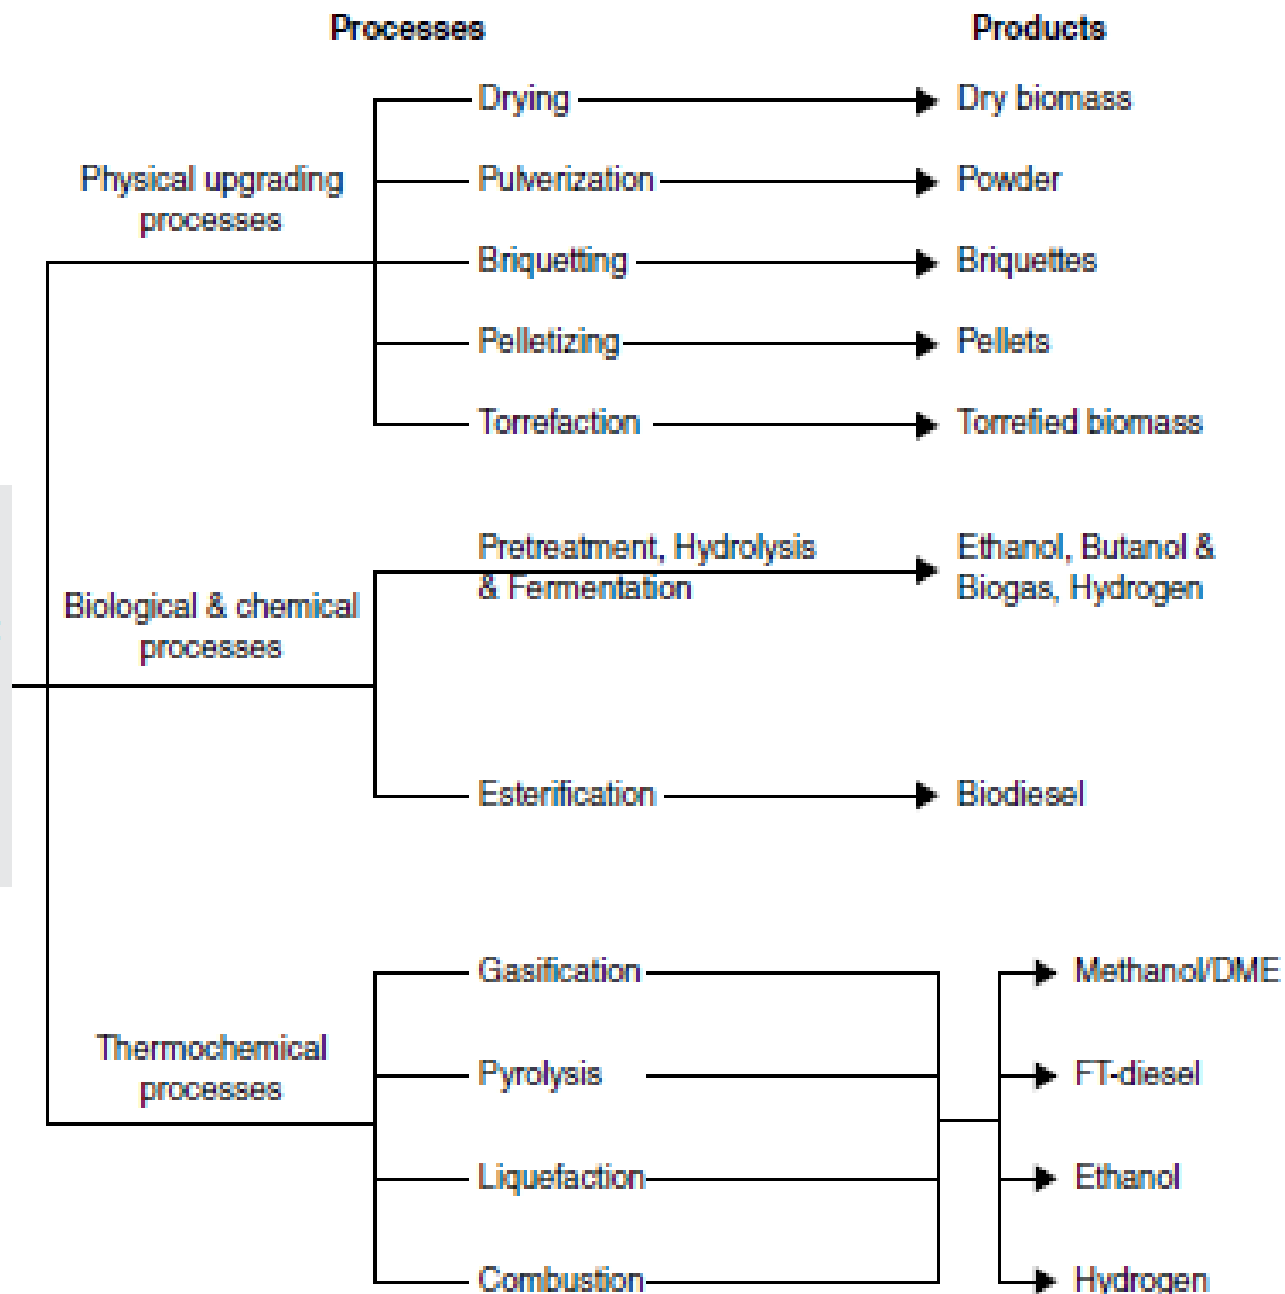 Processes
Products
Drying
Dry biomass
Physical upgrading
processes
Pulverization
Powder
Briquetting
Briquettes
Pelletizing
Pellets
Torrefaction
Torrefied biomass
Biological & chemical
processes
Pretreatment, Hydrolysis
& Fermentation
Ethanol, Butanol &
Biogas, Hydrogen
Esterification
Biodiesel
Thermochemical
processes
Gasification
Methanol/DME
Pyrolysis
FT-diesel
Liquefaction
Ethanol
Combustion
Hydrogen